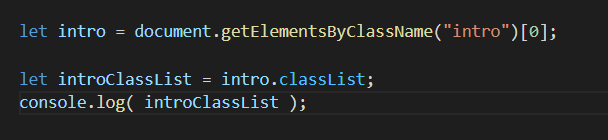 let intro = document.getElementsByClassName("intro")[0];
let introClassList = intro.classList;
console.log( introClassList );